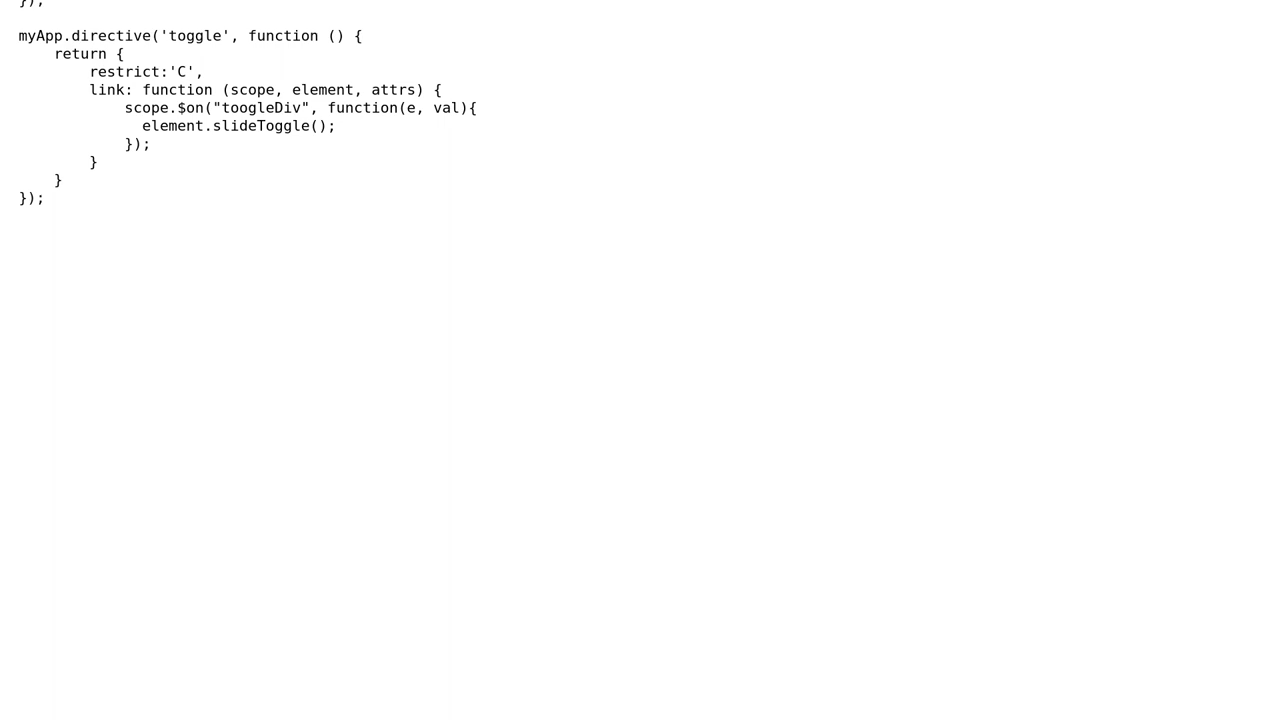 });
myApp.directive('toggle', function () {
    return {
        restrict:'C',
        link: function (scope, element, attrs) {
            scope.$on("toogleDiv", function(e, val){
              element.slideToggle();
            });
        }
    }
});